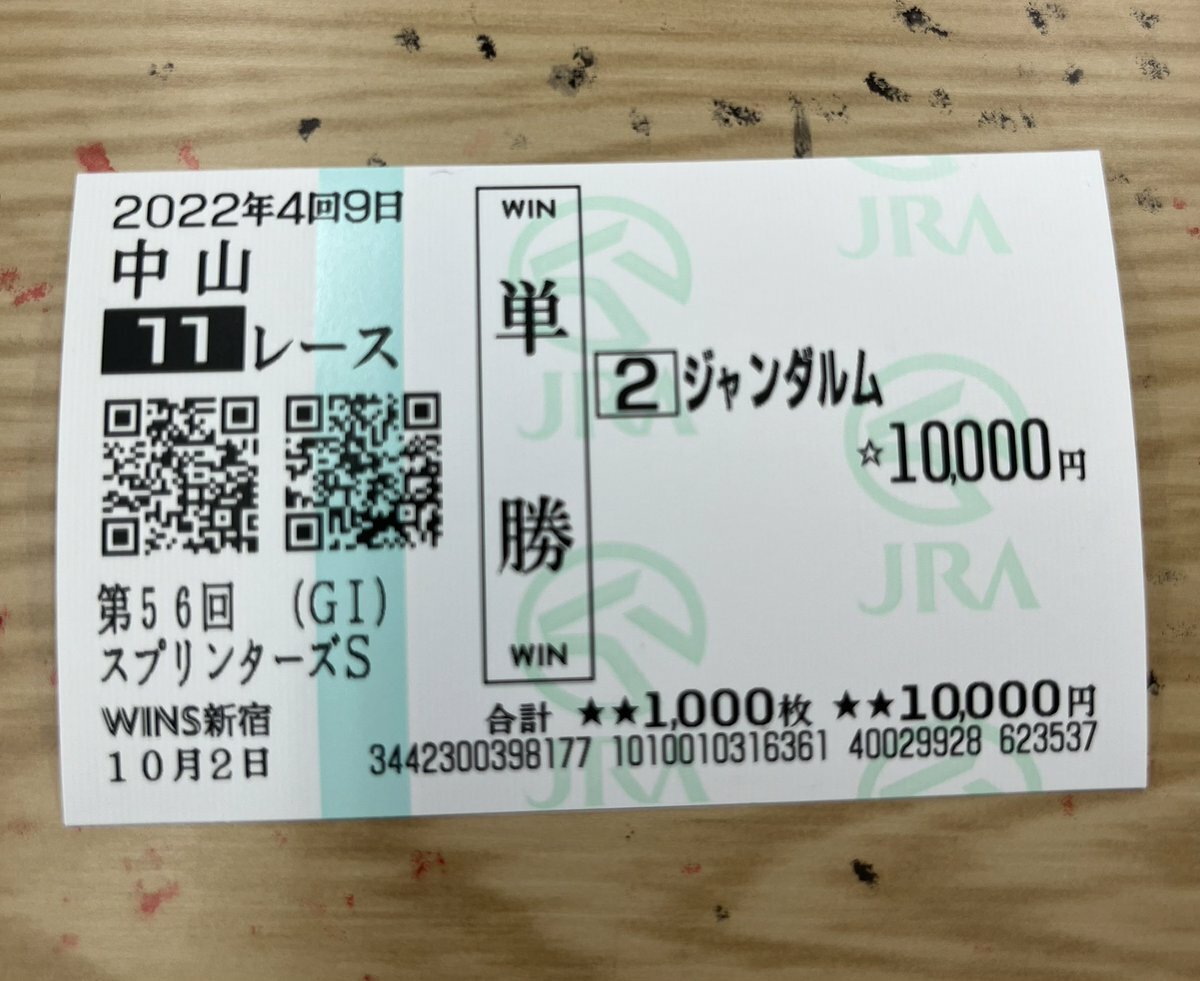 2022年4回9日
中山
11レース
第56回 (GI)
スプリンターズS
WINS新宿
10月2日
WIN
単勝
WIN
2 ジャンダルム
☆10,000円
合計 ★★1,000枚 ★★10,000円
3442300398177 1010010316361 40029928 623537
JRA
JRA
JRA
JRA